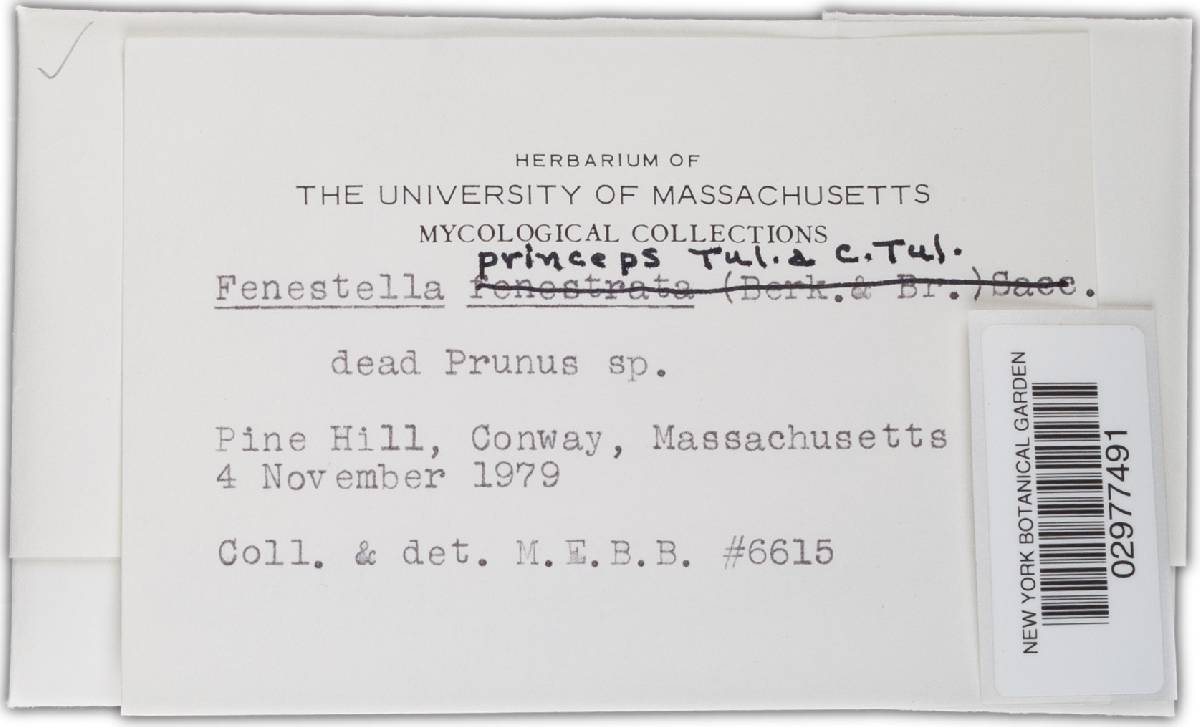 HERBARIUM OF
THE UNIVERSITY OF MASSACHUSETTS
MYCOLOGICAL COLLECTIONS
princeps Tul. & C. Tul.
Fenestella fenestrata (Berk.& Br.)Sacc.
dead Prunus sp.
Pine Hill, Conway, Massachusetts
4 November 1979
Coll. & det. M.E.B.B. #6615
NEW YORK BOTANICAL GARDEN
02977491